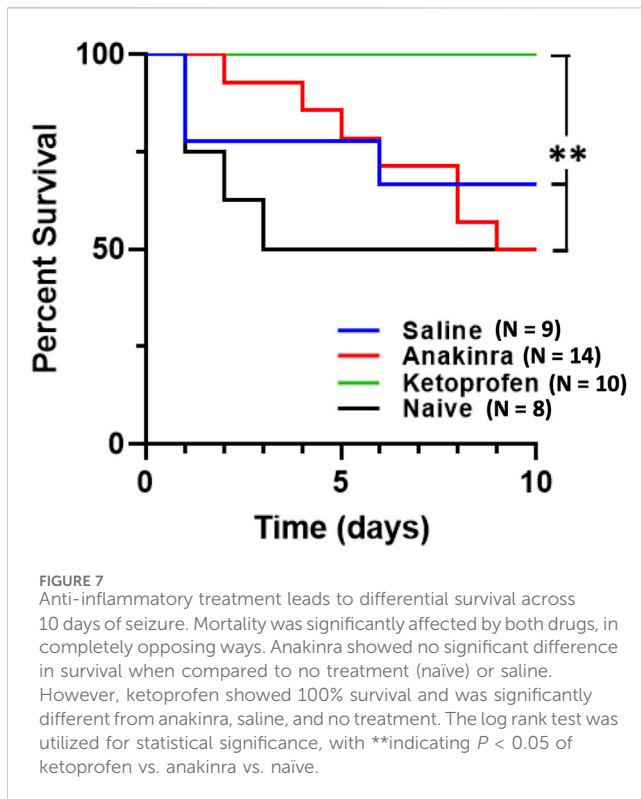 100
50
0
Percent Survival
**
Saline (N = 9)
Anakinra (N = 14)
Ketoprofen (N = 10)
Naive (N = 8)
0 5 10
Time (days)
FIGURE 7
Anti-inflammatory treatment leads to differential survival across
10 days of seizure. Mortality was significantly affected by both drugs, in
completely opposing ways. Anakinra showed no significant difference
in survival when compared to no treatment (naïve) or saline.
However, ketoprofen showed 100% survival and was significantly
different from anakinra, saline, and no treatment. The log rank test was
utilized for statistical significance, with **indicating P < 0.05 of
ketoprofen vs. anakinra vs. naïve.